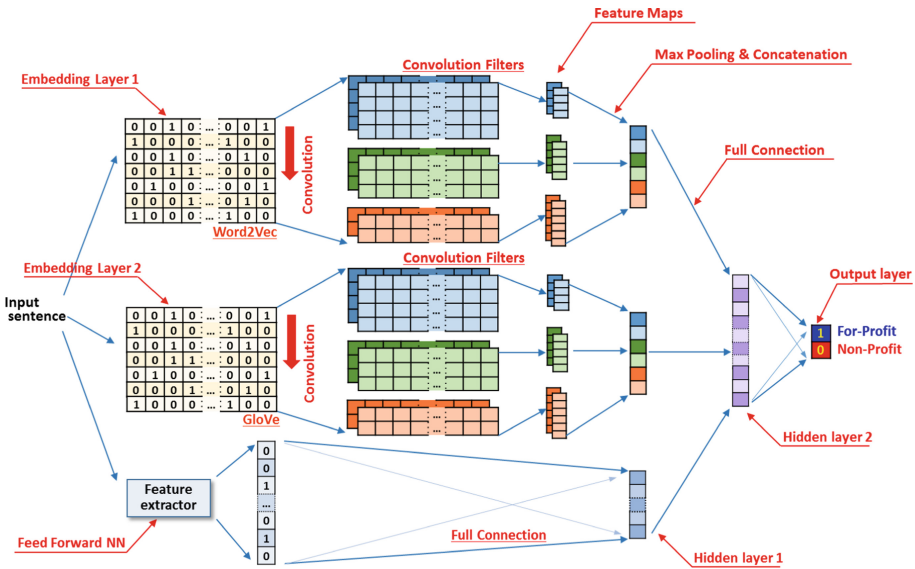 Feature Maps
Convolution Filters
Max Pooling & Concatenation
Embedding Layer 1
0 0 1 0 ... 0 0 1
1 0 0 0 ... 1 0 0
0 0 1 0 ... 0 1 0
0 0 1 1 ... 0 0 0
0 1 0 0 ... 0 0 1
0 0 0 1 ... 0 1 0
1 0 0 0 ... 1 0 0
Convolution
...
...
...
Full Connection
Word2Vec
Embedding Layer 2
Convolution Filters
Input
sentence
0 0 1 0 ... 0 0 1
1 0 0 0 ... 1 0 0
0 0 1 0 ... 0 1 0
0 0 1 1 ... 0 0 0
0 1 0 0 ... 0 0 1
0 0 0 1 ... 0 1 0
1 0 0 0 ... 1 0 0
Convolution
...
...
...
GloVe
Output layer
1 For-Profit
0 Non-Profit
Hidden layer 2
Feature
extractor
0
0
1
...
0
1
0
Feed Forward NN
Full Connection
Hidden layer 1